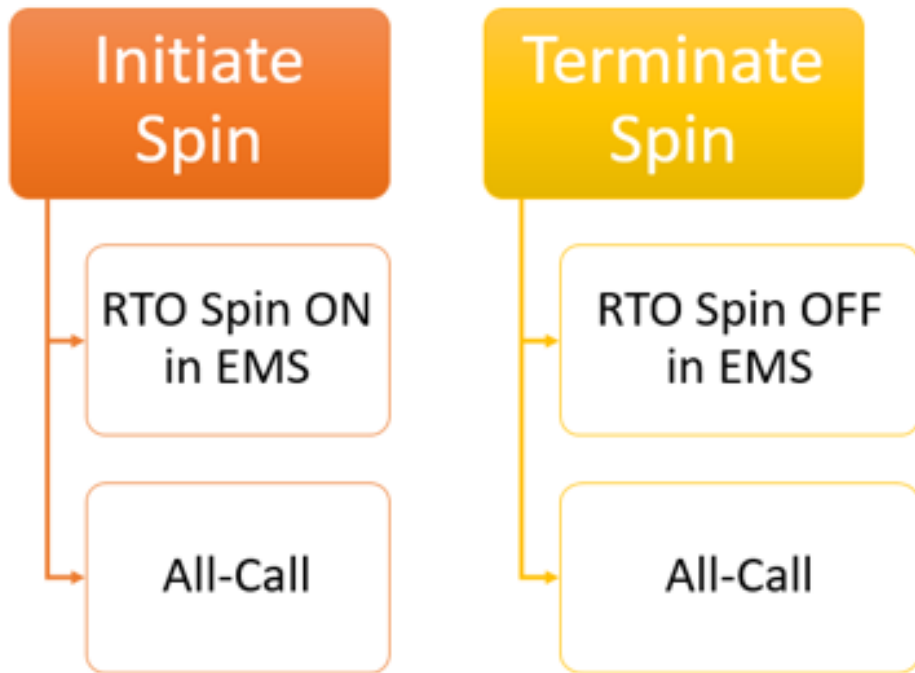 Initiate
Spin
RTO Spin ON
in EMS
All-Call
Terminate
Spin
RTO Spin OFF
in EMS
All-Call